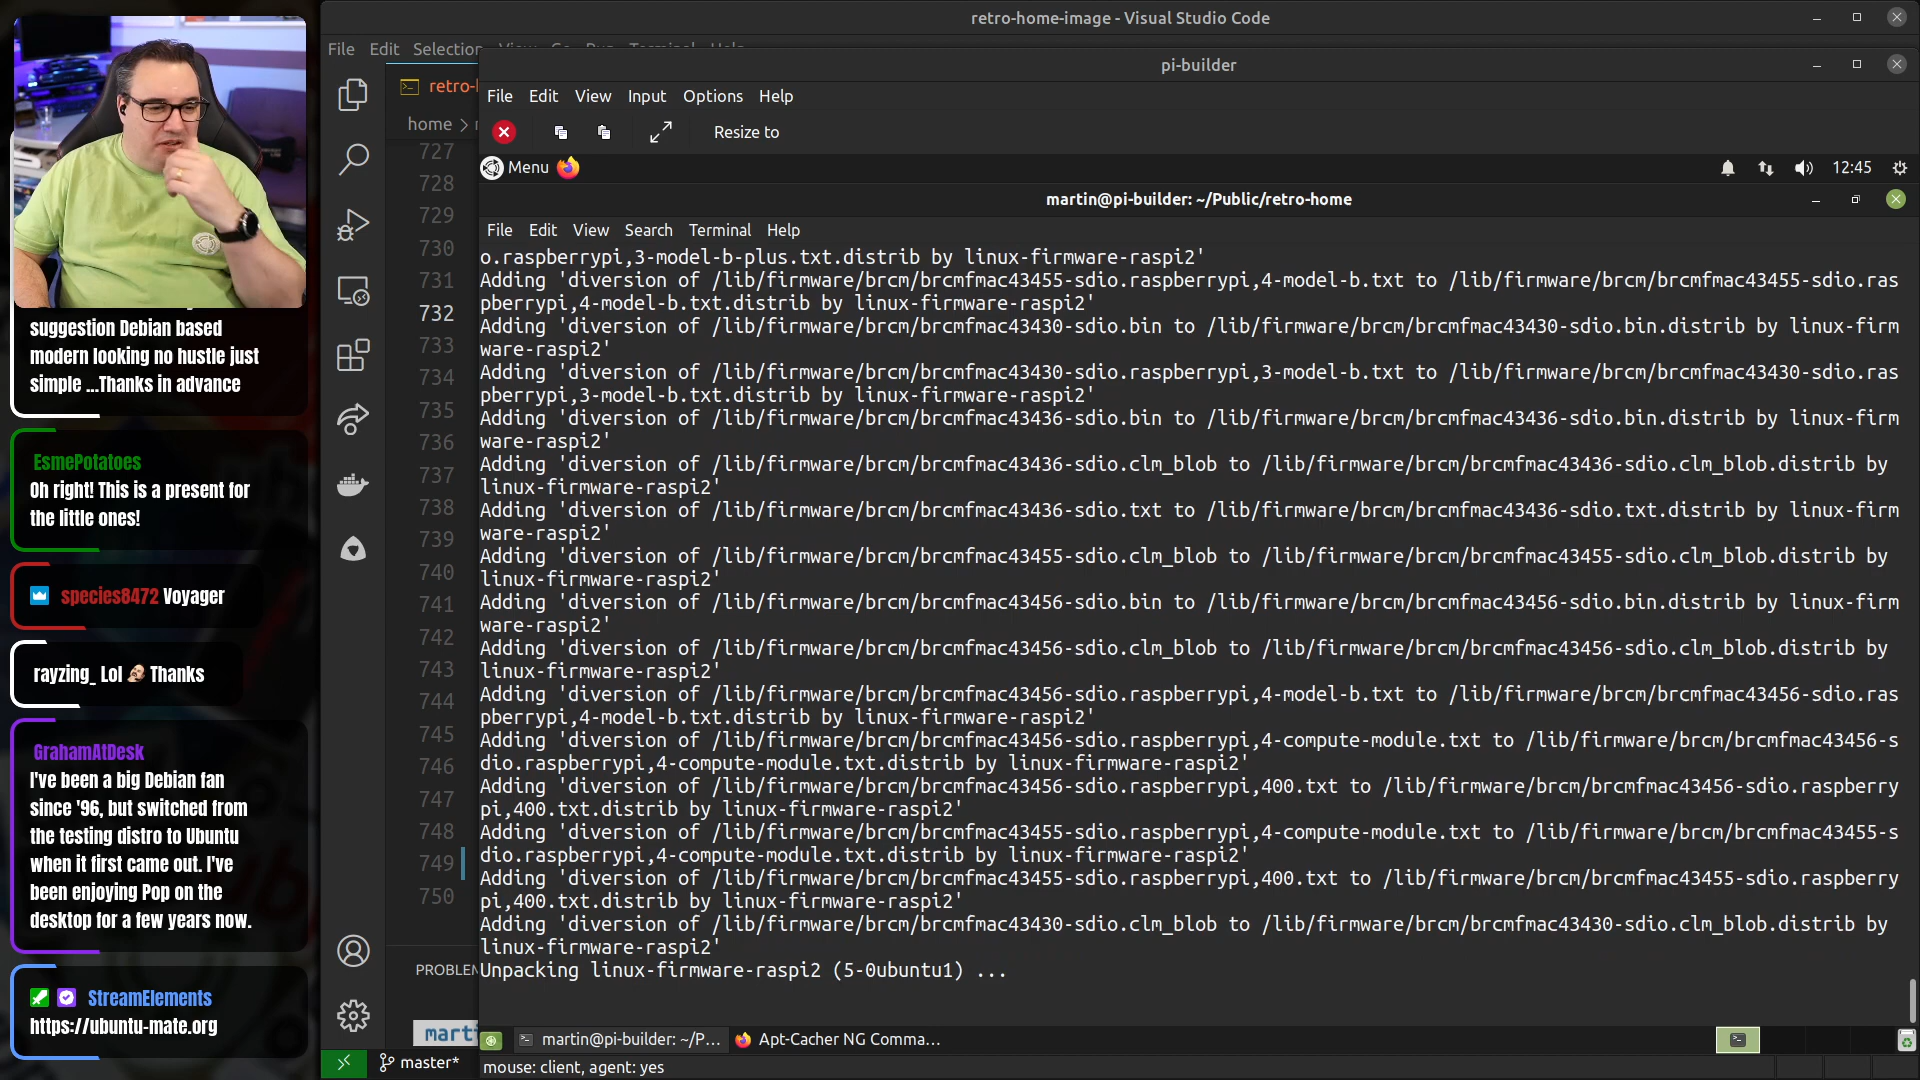 retro-home-image - Visual Studio Code
File Edit Selection View Go Run Terminal Help
pi-builder
File Edit View Input Options Help
Resize to
Menu
12:45
martin@pi-builder: ~/Public/retro-home
File Edit View Search Terminal Help
o.raspberrypi,3-model-b-plus.txt.distrib by linux-firmware-raspi2'
Adding 'diversion of /lib/firmware/brcm/brcmfmac43455-sdio.raspberrypi,4-model-b.txt to /lib/firmware/brcm/brcmfmac43455-sdio.ras
pberrypi,4-model-b.txt.distrib by linux-firmware-raspi2'
Adding 'diversion of /lib/firmware/brcm/brcmfmac43430-sdio.bin to /lib/firmware/brcm/brcmfmac43430-sdio.bin.distrib by linux-firm
ware-raspi2'
Adding 'diversion of /lib/firmware/brcm/brcmfmac43430-sdio.raspberrypi,3-model-b.txt to /lib/firmware/brcm/brcmfmac43430-sdio.ras
pberrypi,3-model-b.txt.distrib by linux-firmware-raspi2'
Adding 'diversion of /lib/firmware/brcm/brcmfmac43436-sdio.bin to /lib/firmware/brcm/brcmfmac43436-sdio.bin.distrib by linux-firm
ware-raspi2'
Adding 'diversion of /lib/firmware/brcm/brcmfmac43436-sdio.clm_blob to /lib/firmware/brcm/brcmfmac43436-sdio.clm_blob.distrib by
linux-firmware-raspi2'
Adding 'diversion of /lib/firmware/brcm/brcmfmac43436-sdio.txt to /lib/firmware/brcm/brcmfmac43436-sdio.txt.distrib by linux-firm
ware-raspi2'
Adding 'diversion of /lib/firmware/brcm/brcmfmac43455-sdio.clm_blob to /lib/firmware/brcm/brcmfmac43455-sdio.clm_blob.distrib by
linux-firmware-raspi2'
Adding 'diversion of /lib/firmware/brcm/brcmfmac43456-sdio.bin to /lib/firmware/brcm/brcmfmac43456-sdio.bin.distrib by linux-firm
ware-raspi2'
Adding 'diversion of /lib/firmware/brcm/brcmfmac43456-sdio.clm_blob to /lib/firmware/brcm/brcmfmac43456-sdio.clm_blob.distrib by
linux-firmware-raspi2'
Adding 'diversion of /lib/firmware/brcm/brcmfmac43456-sdio.raspberrypi,4-model-b.txt to /lib/firmware/brcm/brcmfmac43456-sdio.ras
pberrypi,4-model-b.txt.distrib by linux-firmware-raspi2'
Adding 'diversion of /lib/firmware/brcm/brcmfmac43456-sdio.raspberrypi,4-compute-module.txt to /lib/firmware/brcm/brcmfmac43456-s
dio.raspberrypi,4-compute-module.txt.distrib by linux-firmware-raspi2'
Adding 'diversion of /lib/firmware/brcm/brcmfmac43456-sdio.raspberrypi,400.txt to /lib/firmware/brcm/brcmfmac43456-sdio.raspberry
pi,400.txt.distrib by linux-firmware-raspi2'
Adding 'diversion of /lib/firmware/brcm/brcmfmac43455-sdio.raspberrypi,4-compute-module.txt to /lib/firmware/brcm/brcmfmac43455-s
dio.raspberrypi,4-compute-module.txt.distrib by linux-firmware-raspi2'
Adding 'diversion of /lib/firmware/brcm/brcmfmac43455-sdio.raspberrypi,400.txt to /lib/firmware/brcm/brcmfmac43455-sdio.raspberry
pi,400.txt.distrib by linux-firmware-raspi2'
Adding 'diversion of /lib/firmware/brcm/brcmfmac43430-sdio.clm_blob to /lib/firmware/brcm/brcmfmac43430-sdio.clm_blob.distrib by
linux-firmware-raspi2'
Unpacking linux-firmware-raspi2 (5-0ubuntu1) ...
martin@pi-builder: ~/P... Apt-Cacher NG Comma...
mouse: client, agent: yes
retro-
home >
727
728
729
730
731
732
733
734
735
736
737
738
739
740
741
742
743
744
745
746
747
748
749
750
PROBLEM
marti
master*
suggestion Debian based
modern looking no hustle just
simple ...Thanks in advance
EsmePotatoes
Oh right! This is a present for
the little ones!
species8472 Voyager
rayzing_ Lol Thanks
GrahamAtDesk
I've been a big Debian fan
since '96, but switched from
the testing distro to Ubuntu
when it first came out. I've
been enjoying Pop on the
desktop for a few years now.
StreamElements
https://ubuntu-mate.org